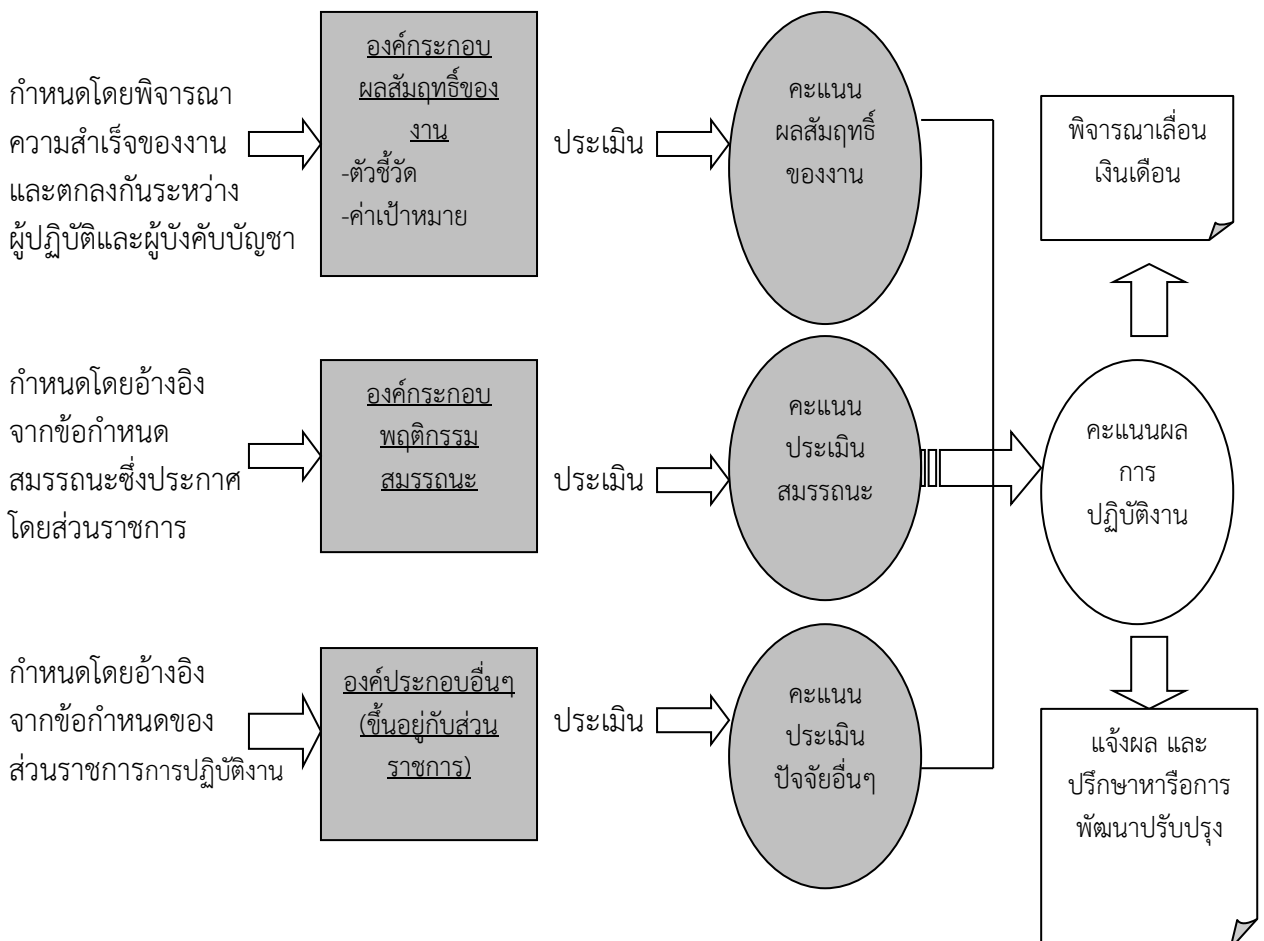 กำหนดโดยพิจารณา
ความสำเร็จของงาน
และตกลงกันระหว่าง
ผู้ปฏิบัติและผู้บังคับบัญชา
องค์กระกอบ
ผลสัมฤทธิ์ของ
งาน
-ตัวชี้วัด
-ค่าเป้าหมาย
ประเมิน
คะแนน
ผลสัมฤทธิ์
ของงาน
พิจารณาเลื่อน
เงินเดือน
กำหนดโดยอ้างอิง
จากข้อกำหนด
สมรรถนะซึ่งประกาศ
โดยส่วนราชการ
องค์กระกอบ
พฤติกรรม
สมรรถนะ
ประเมิน
คะแนน
ประเมิน
สมรรถนะ
คะแนนผล
การ
ปฏิบัติงาน
กำหนดโดยอ้างอิง
จากข้อกำหนดของ
ส่วนราชการการปฏิบัติงาน
องค์ประกอบอื่นๆ
(ขึ้นอยู่กับส่วน
ราชการ)
ประเมิน
คะแนน
ประเมิน
ปัจจัยอื่นๆ
แจ้งผล และ
ปรึกษาหารือการ
พัฒนาปรับปรุง